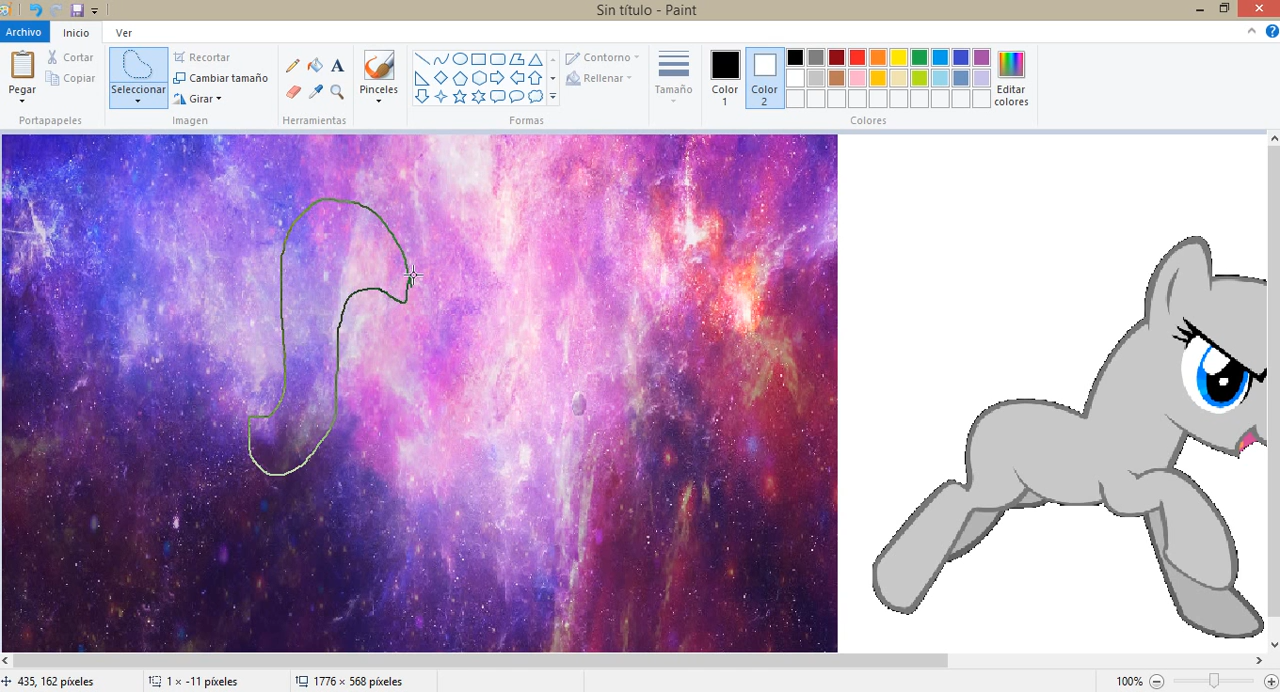 Sin título - Paint
Archivo Inicio Ver
Pegar
Cortar
Copiar
Portapapeles
Seleccionar
Recortar
Cambiar tamaño
Girar
Imagen
A
Herramientas
Pinceles
Contorno
Rellenar
Formas
Tamaño
Color 1
Color 2
Editar colores
Colores
435, 162 píxeles
1 × -11 píxeles
1776 × 568 píxeles
100%